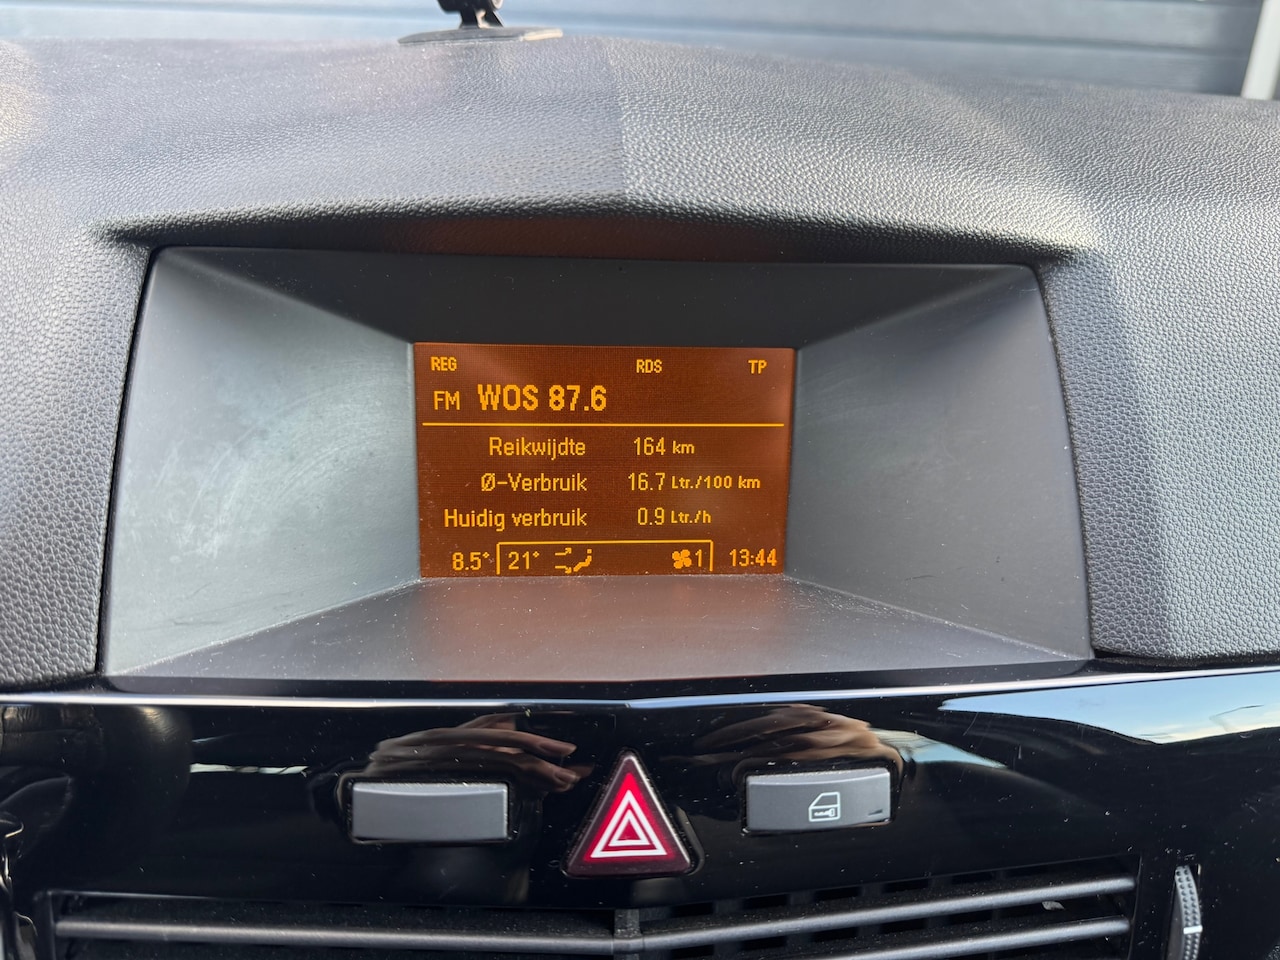 REG RDS TP
FM WOS 87.6
Reikwijdte 164 km
Ø-Verbruik 16.7 Ltr./100 km
Huidig verbruik 0.9 Ltr./h
8.5° 21° 1 13:44